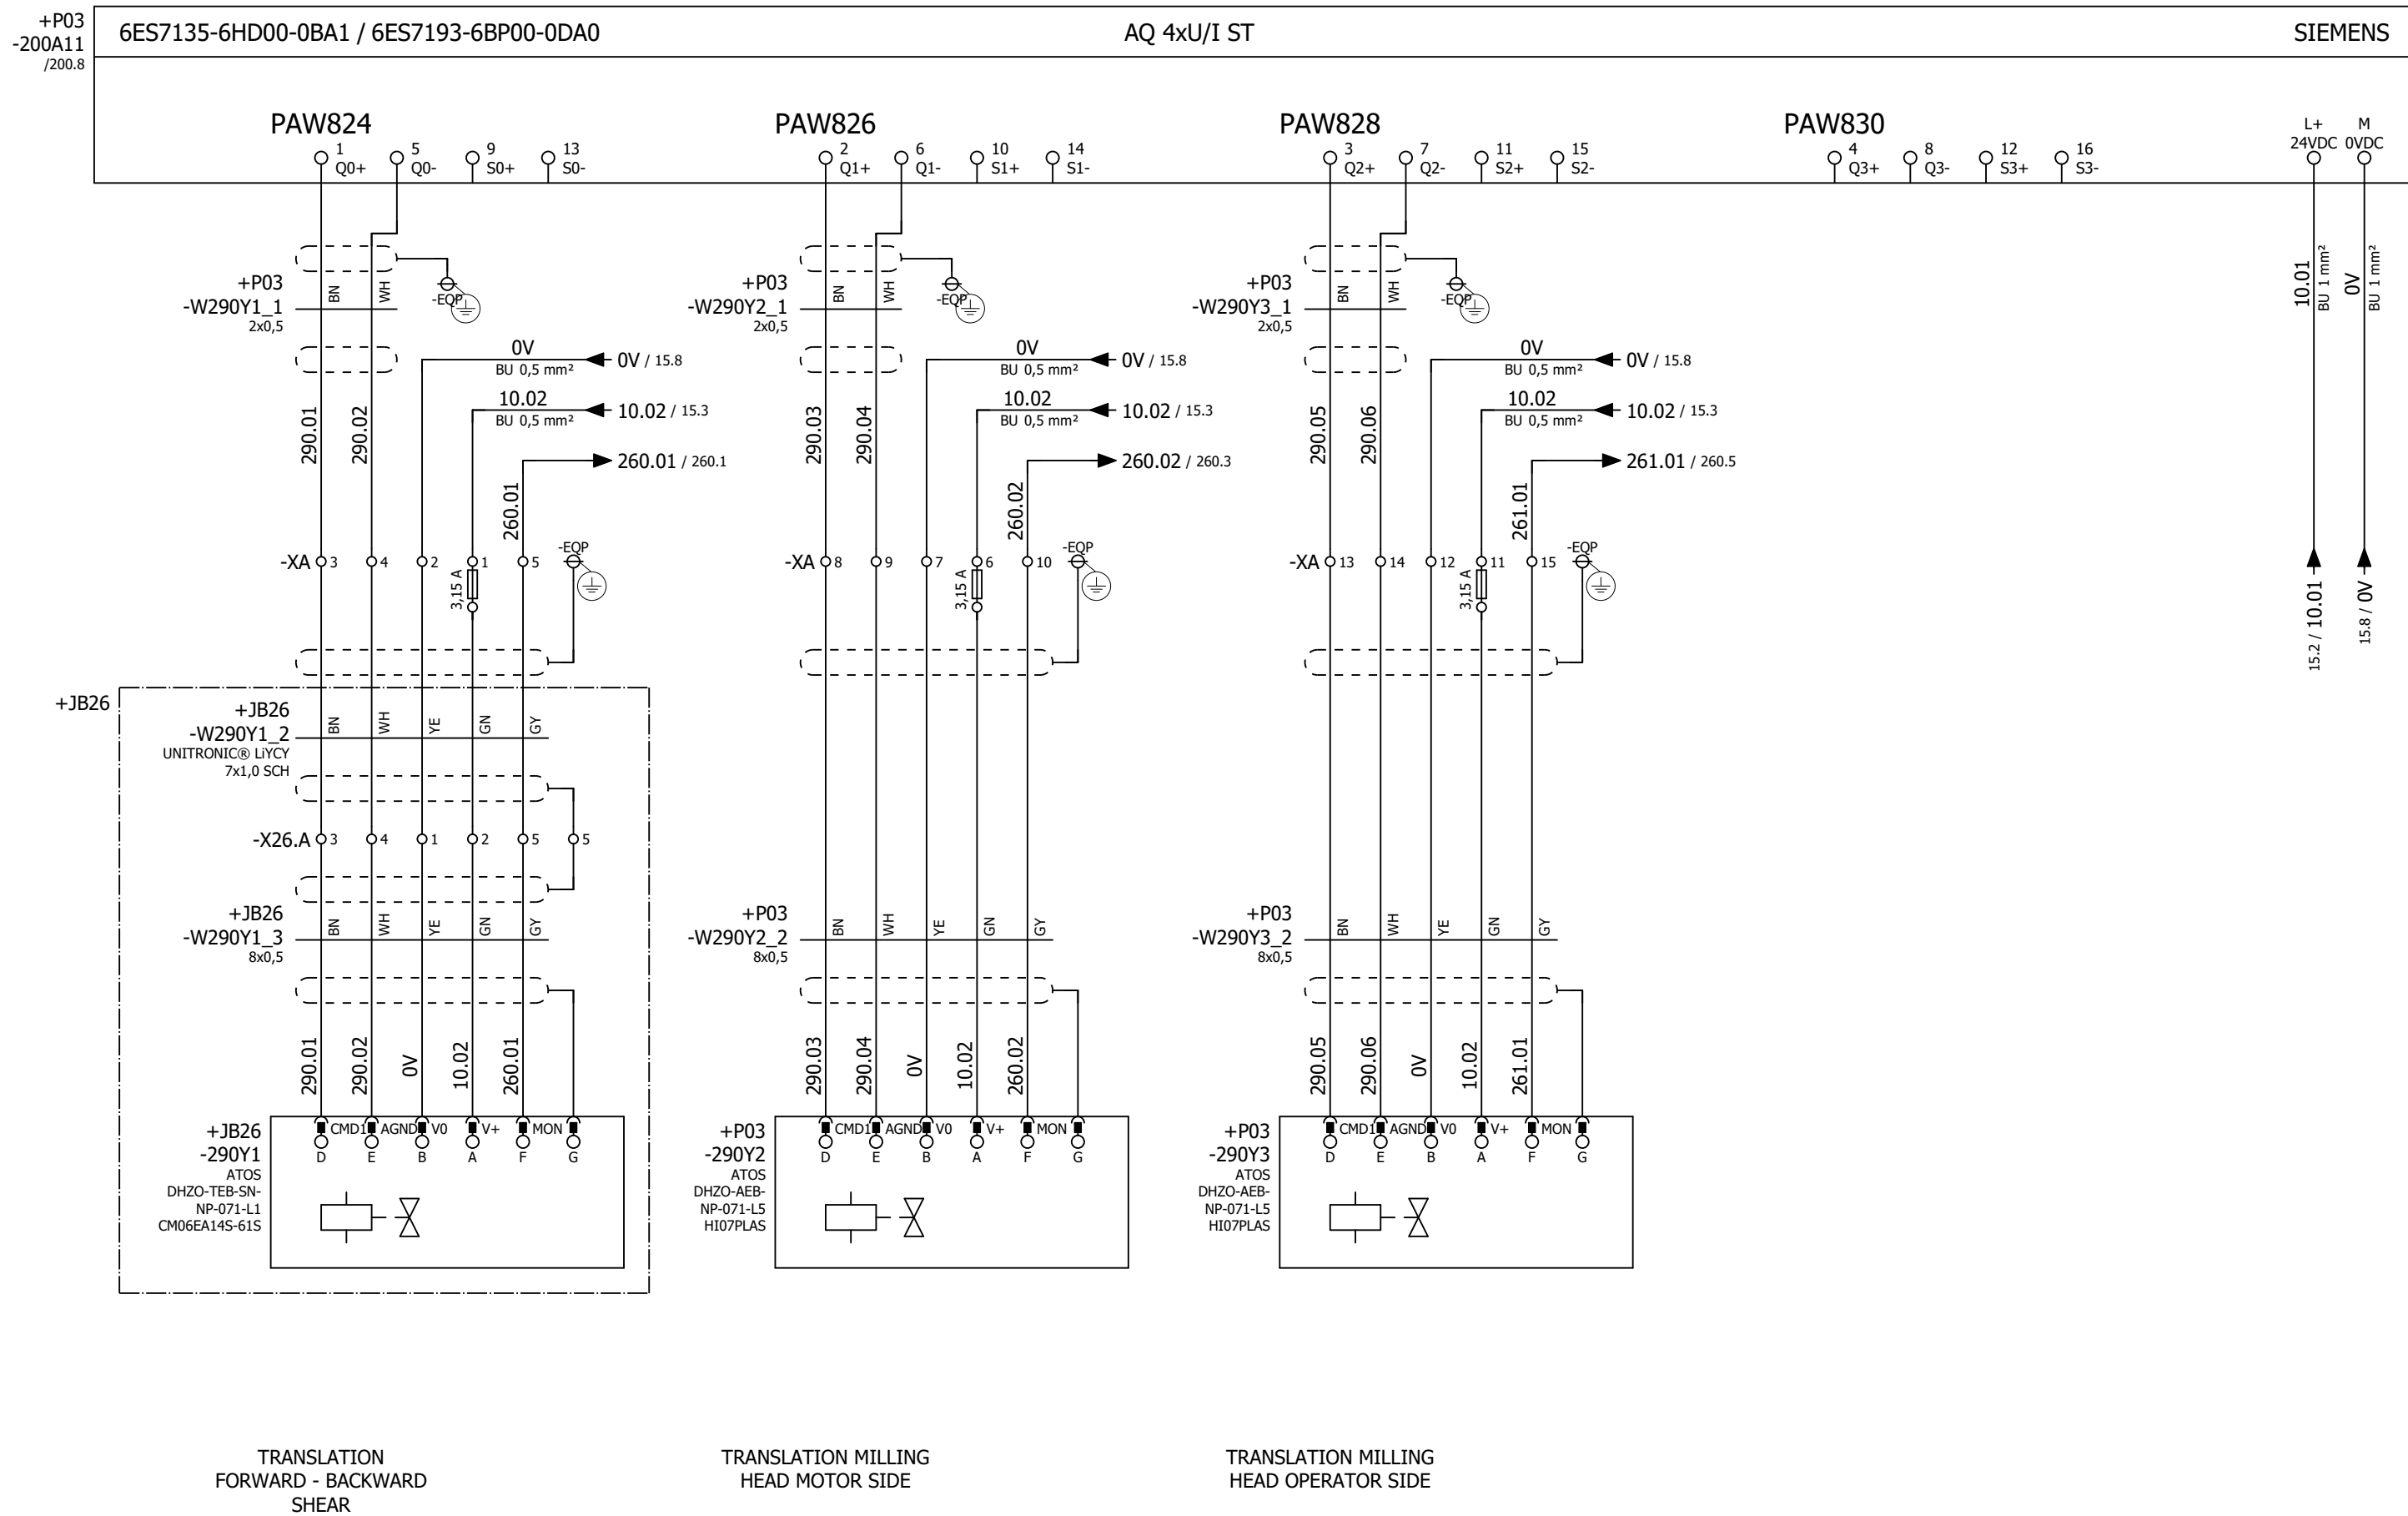 +P03
-200A11
/200.8
6ES7135-6HD00-0BA1 / 6ES7193-6BP00-0DA0
AQ 4xU/I ST
SIEMENS
PAW824
1
Q0+
5
Q0-
9
S0+
13
S0-
PAW826
2
Q1+
6
Q1-
10
S1+
14
S1-
PAW828
3
Q2+
7
Q2-
11
S2+
15
S2-
PAW830
4
Q3+
8
Q3-
12
S3+
16
S3-
L+
24VDC
M
0VDC
+P03
-W290Y1_1
2x0,5
BN
WH
-EQP
0V
BU 0,5 mm²
0V / 15.8
10.02
BU 0,5 mm²
10.02 / 15.3
290.01
290.02
260.01 / 260.1
260.01
-XA
3
4
2
1
5
-EQP
3,15 A
+P03
-W290Y2_1
2x0,5
BN
WH
-EQP
0V
BU 0,5 mm²
0V / 15.8
10.02
BU 0,5 mm²
10.02 / 15.3
290.03
290.04
260.02 / 260.3
260.02
-XA
8
9
7
6
10
-EQP
3,15 A
+P03
-W290Y3_1
2x0,5
BN
WH
-EQP
0V
BU 0,5 mm²
0V / 15.8
10.02
BU 0,5 mm²
10.02 / 15.3
290.05
290.06
261.01 / 260.5
261.01
-XA
13
14
12
11
15
-EQP
3,15 A
10.01
BU 1 mm²
0V
BU 1 mm²
15.2 / 10.01
15.8 / 0V
+JB26
+JB26
-W290Y1_2
UNITRONIC® LiYCY
7x1,0 SCH
BN
WH
YE
GN
GY
-X26.A
3
4
1
2
5
5
+JB26
-W290Y1_3
8x0,5
BN
WH
YE
GN
GY
290.01
290.02
0V
10.02
260.01
+P03
-W290Y2_2
8x0,5
BN
WH
YE
GN
GY
290.03
290.04
0V
10.02
260.02
+P03
-W290Y3_2
8x0,5
BN
WH
YE
GN
GY
290.05
290.06
0V
10.02
261.01
+JB26
-290Y1
ATOS
DHZO-TEB-SN-
NP-071-L1
CM06EA14S-61S
CMD1
AGND
V0
V+
MON
D
E
B
A
F
G
+P03
-290Y2
ATOS
DHZO-AEB-
NP-071-L5
HI07PLAS
CMD1
AGND
V0
V+
MON
D
E
B
A
F
G
+P03
-290Y3
ATOS
DHZO-AEB-
NP-071-L5
HI07PLAS
CMD1
AGND
V0
V+
MON
D
E
B
A
F
G
TRANSLATION
FORWARD - BACKWARD
SHEAR
TRANSLATION MILLING
HEAD MOTOR SIDE
TRANSLATION MILLING
HEAD OPERATOR SIDE